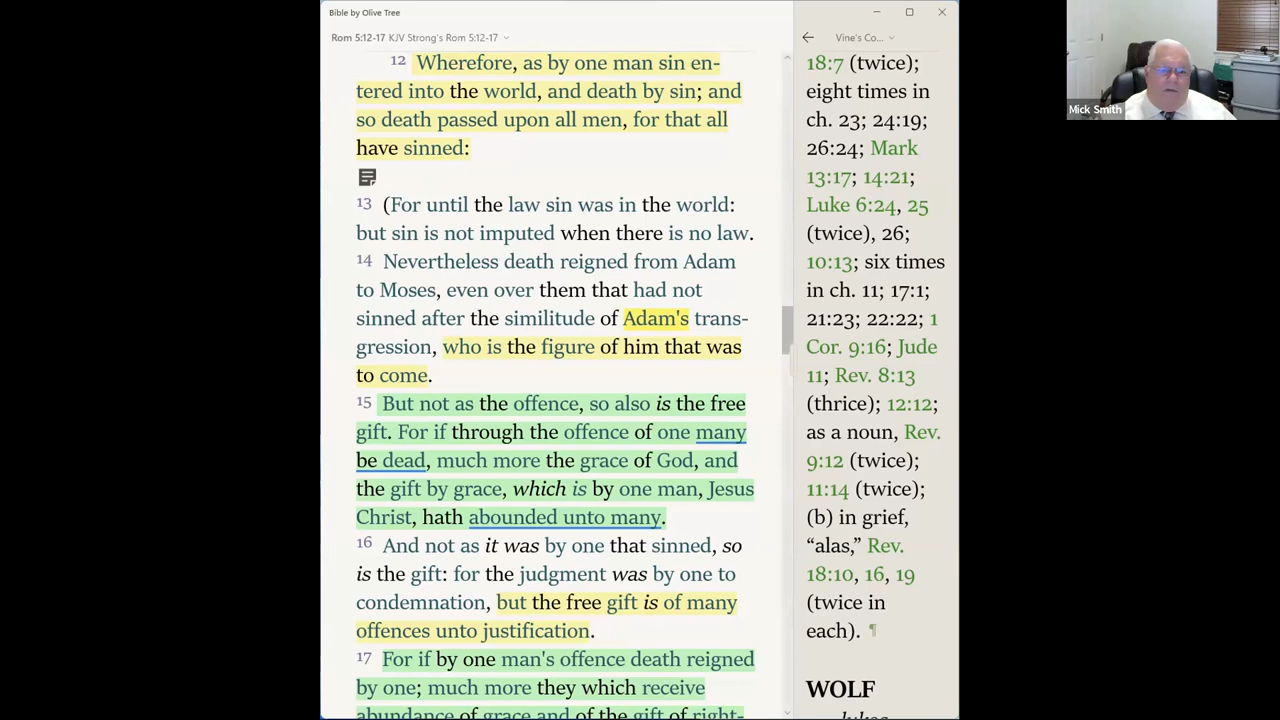 Bible by Olive Tree
Rom 5:12-17 KJV Strong's Rom 5:12-17
12 Wherefore, as by one man sin en-
tered into the world, and death by sin; and
so death passed upon all men, for that all
have sinned:
13 (For until the law sin was in the world:
but sin is not imputed when there is no law.
14 Nevertheless death reigned from Adam
to Moses, even over them that had not
sinned after the similitude of Adam's trans-
gression, who is the figure of him that was
to come.
15 But not as the offence, so also is the free
gift. For if through the offence of one many
be dead, much more the grace of God, and
the gift by grace, which is by one man, Jesus
Christ, hath abounded unto many.
16 And not as it was by one that sinned, so
is the gift: for the judgment was by one to
condemnation, but the free gift is of many
offences unto justification.
17 For if by one man's offence death reigned
by one; much more they which receive
abundance of grace and of the gift of right-
Vine's Co...
18:7 (twice);
eight times in
ch. 23; 24:19;
26:24; Mark
13:17; 14:21;
Luke 6:24, 25
(twice), 26;
10:13; six times
in ch. 11; 17:1;
21:23; 22:22; 1
Cor. 9:16; Jude
11; Rev. 8:13
(thrice); 12:12;
as a noun, Rev.
9:12 (twice);
11:14 (twice);
(b) in grief,
“alas,” Rev.
18:10, 16, 19
(twice in
each). ¶
WOLF
lukos
Mick Smith